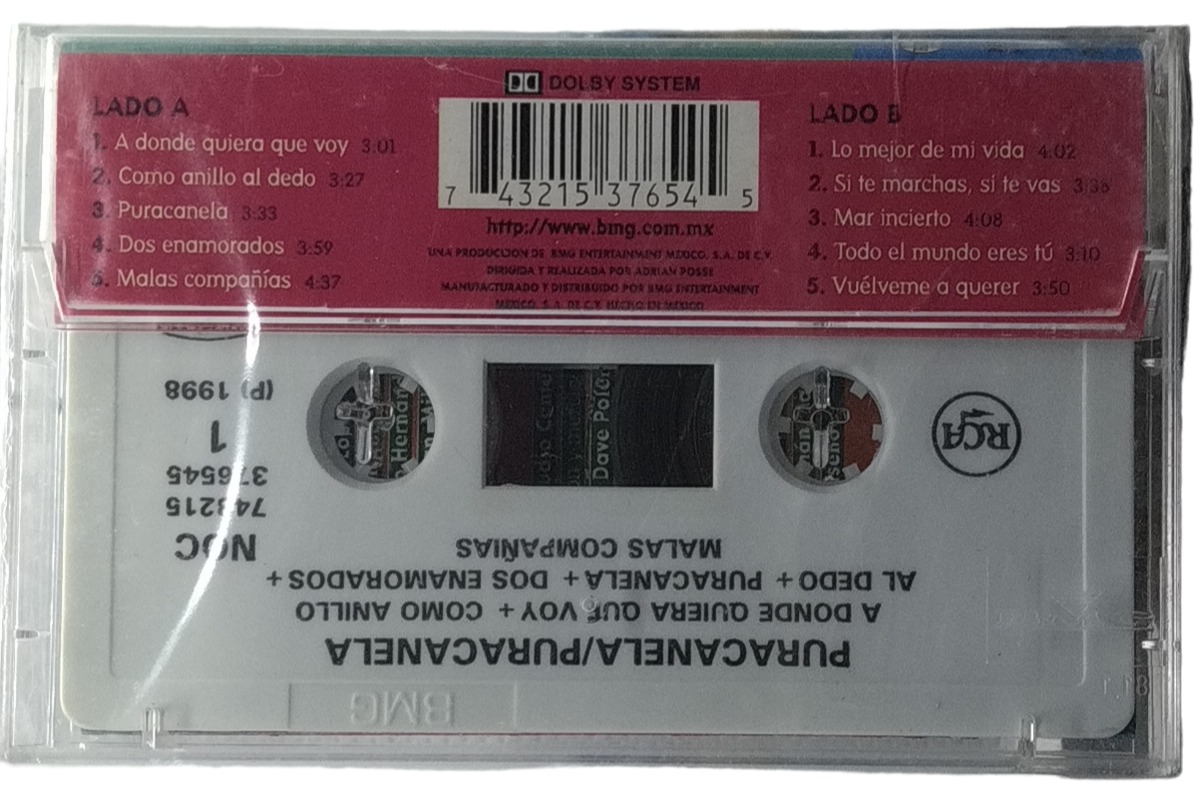 DOLBY SYSTEM
LADO A
1. A donde quiera que voy 3:01
2. Como anillo al dedo 3:27
3. Puracanela 3:33
4. Dos enamorados 3:59
5. Malas compañías 4:37
7 43215 37654 5
http://www.bmg.com.mx
UNA PRODUCCION DE BMG ENTERTAINMENT MEXICO, S.A. DE C.V.
DIRIGIDA Y REALIZADA POR ADRIAN POSSE
MANUFACTURADO Y DISTRIBUIDO POR BMG ENTERTAINMENT
MEXICO, S.A. DE C.V. HECHO EN MEXICO
LADO B
1. Lo mejor de mi vida 4:02
2. Si te marchas, si te vas 3:38
3. Mar incierto 4:08
4. Todo el mundo eres tú 3:10
5. Vuélveme a querer 3:50
BMG
PURACANELA/PURACANELA
A DONDE QUIERA QUE VOY + COMO ANILLO
AL DEDO + PURACANELA + DOS ENAMORADOS +
MALAS COMPAÑIAS
NOC
743215
376545
1
(P) 1998
RCA
Hernán
Dave